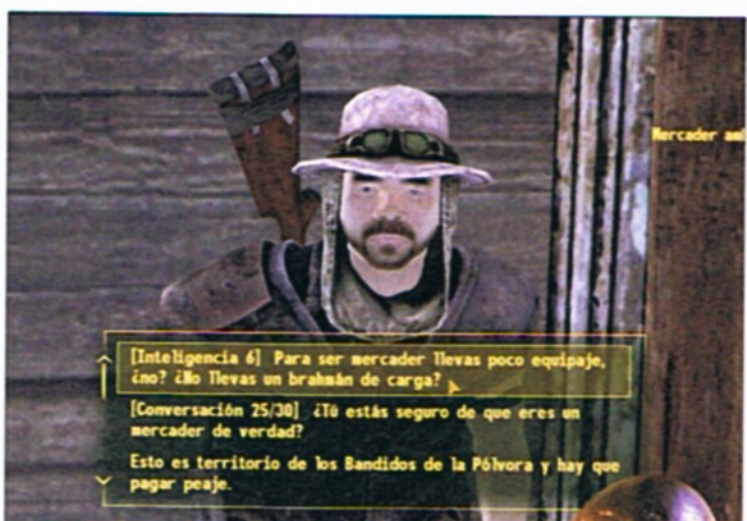 Mercader am
[Inteligencia 6] Para ser mercader llevas poco equipaje,
¿no? ¿No llevas un brahmán de carga?
[Conversación 25/30] ¿Tú estás seguro de que eres un
mercader de verdad?
Esto es territorio de los Bandidos de la Pólvora y hay que
pagar peaje.